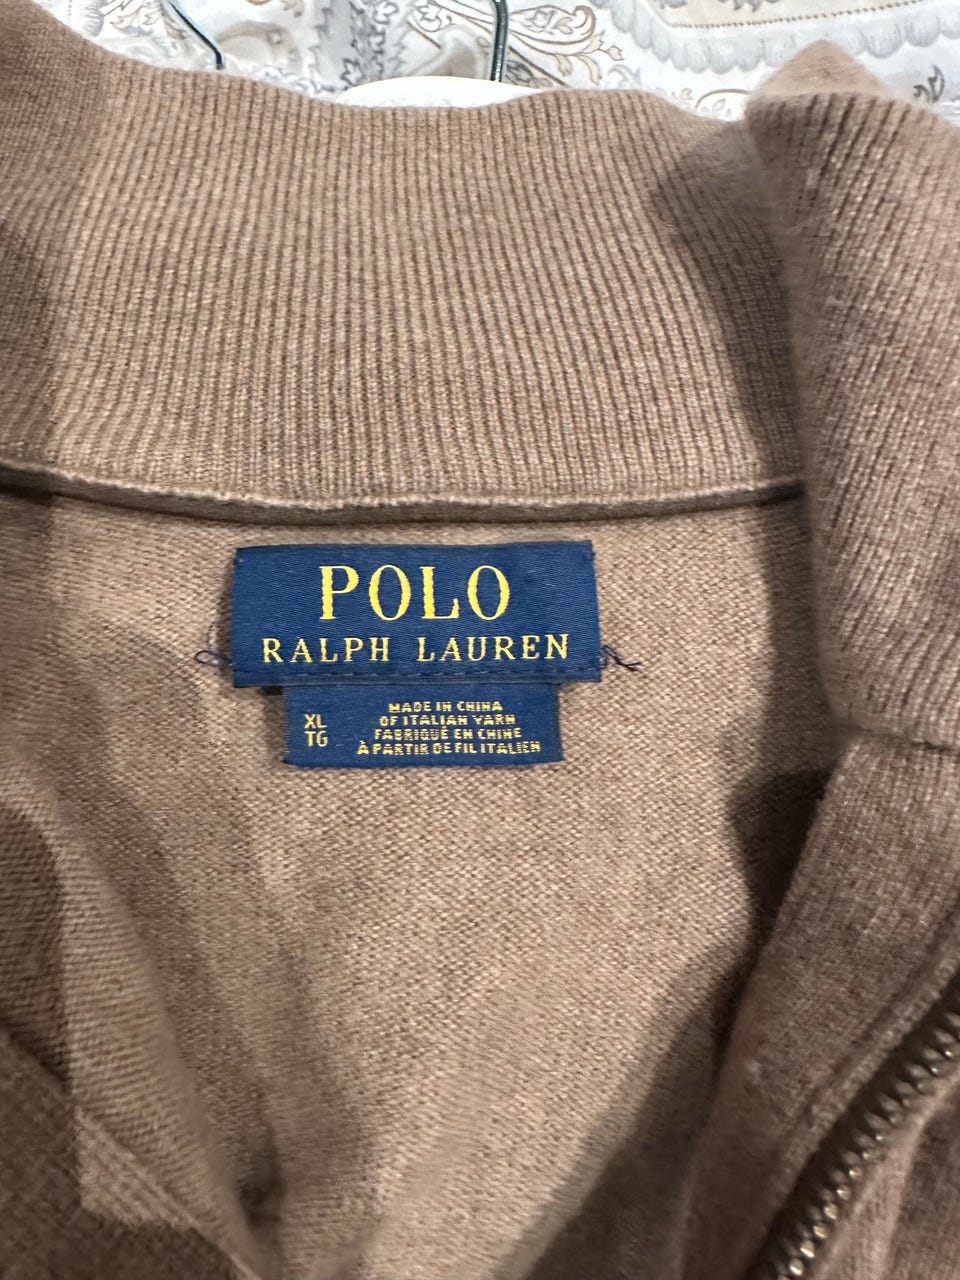 POLO
RALPH LAUREN
XL
TG
MADE IN CHINA
OF ITALIAN YARN
FABRIQUÉ EN CHINE
À PARTIR DE FIL ITALIEN